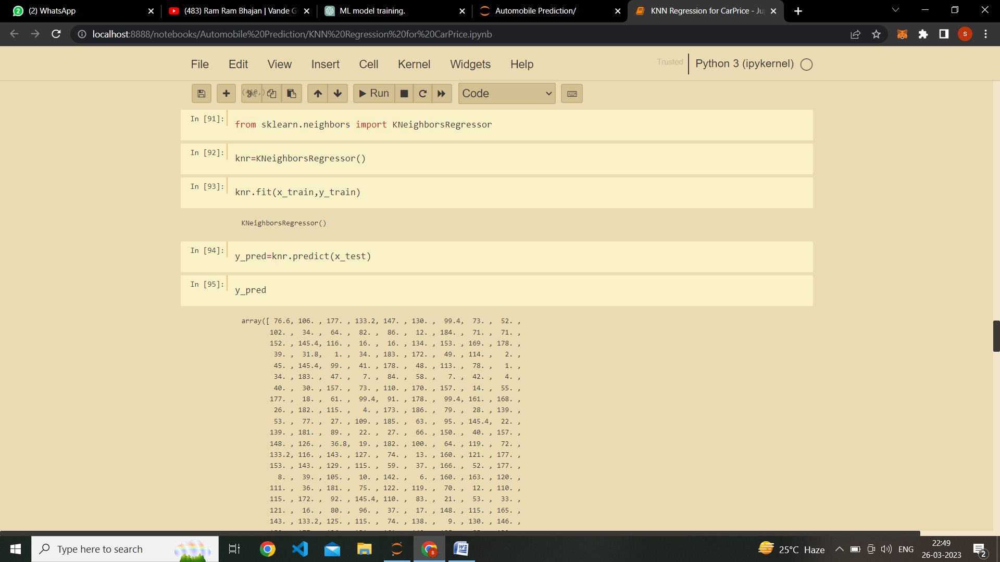 (2) WhatsApp
(483) Ram Ram Bhajan | Vande G
ML model training.
Automobile Prediction/
KNN Regression for CarPrice - Ju
localhost:8888/notebooks/Automobile%20Prediction/KNN%20Regression%20for%20CarPrice.ipynb
S
File Edit View Insert Cell Kernel Widgets Help
Trusted
Python 3 (ipykernel)
Run
Code
In [91]: from sklearn.neighbors import KNeighborsRegressor
In [92]: knr=KNeighborsRegressor()
In [93]: knr.fit(x_train,y_train)
KNeighborsRegressor()
In [94]: y_pred=knr.predict(x_test)
In [95]: y_pred
array([ 76.6, 106. , 177. , 133.2, 147. , 130. ,  99.4,  73. ,  52. ,
102. ,  34. ,  64. ,  82. ,  86. ,  12. , 184. ,  71. ,  71. ,
152. , 145.4, 116. ,  16. ,  16. , 134. , 153. , 169. , 178. ,
39. ,  31.8,   1. ,  34. , 183. , 172. ,  49. , 114. ,   2. ,
45. , 145.4,  99. ,  41. , 178. ,  48. , 113. ,  78. ,   1. ,
34. , 183. ,  47. ,   7. ,  84. ,  58. ,   7. ,  42. ,   4. ,
40. ,  30. , 157. ,  73. , 110. , 170. , 157. ,  14. ,  55. ,
177. ,  18. ,  61. ,  99.4,  91. , 178. ,  99.4, 161. , 168. ,
26. , 182. , 115. ,   4. , 173. , 186. ,  79. ,  28. , 139. ,
53. ,  77. ,  27. , 109. , 185. ,  63. ,  95. , 145.4,  22. ,
139. , 181. ,  89. ,  22. ,  27. ,  66. , 150. ,  40. , 157. ,
148. , 126. ,  36.8,  19. , 182. , 100. ,  64. , 119. ,  72. ,
133.2, 116. , 143. , 127. ,  74. ,  13. , 160. , 121. , 177. ,
153. , 143. , 129. , 115. ,  59. ,  37. , 166. ,  52. , 177. ,
8. ,  39. , 105. ,  10. , 142. ,   6. , 160. , 163. , 120. ,
111. ,  36. , 181. ,  75. , 122. , 119. ,  70. ,  12. , 110. ,
115. , 172. ,  92. , 145.4, 110. ,  83. ,  21. ,  53. ,  33. ,
121. ,  16. ,  80. ,  96. ,  37. ,  17. , 148. , 115. , 165. ,
143. , 133.2, 125. , 115. ,  74. , 138. ,   9. , 130. , 146. ,
Type here to search
25°C Haze
ENG
22:49
26-03-2023
2